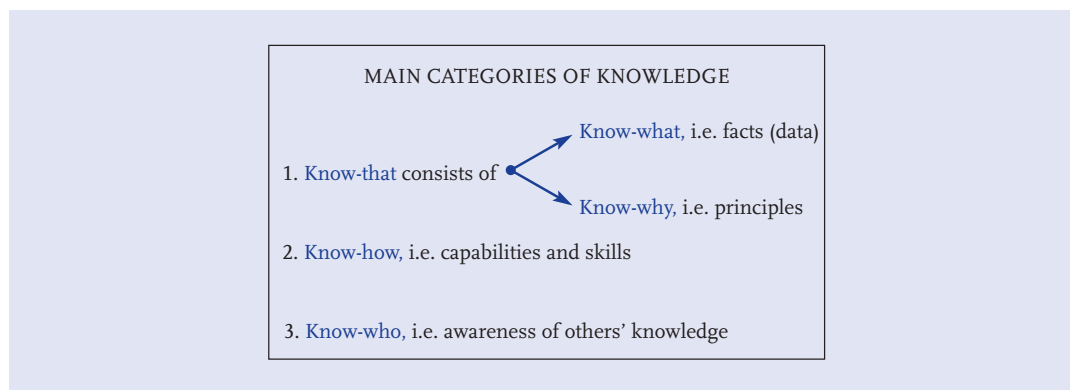 MAIN CATEGORIES OF KNOWLEDGE
Know-what, i.e. facts (data)
1. Know-that consists of
Know-why, i.e. principles
2. Know-how, i.e. capabilities and skills
3. Know-who, i.e. awareness of others’ knowledge